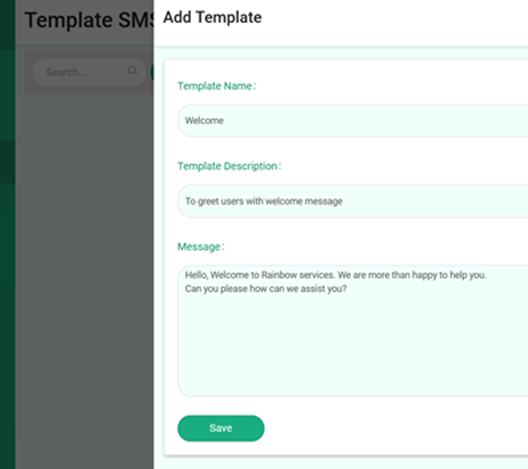 Template SMS
Add Template
Search....
Template Name:
Welcome
Template Description:
To greet users with welcome message
Message:
Hello, Welcome to Rainbow services. We are more than happy to help you.
Can you please how can we assist you?
Save